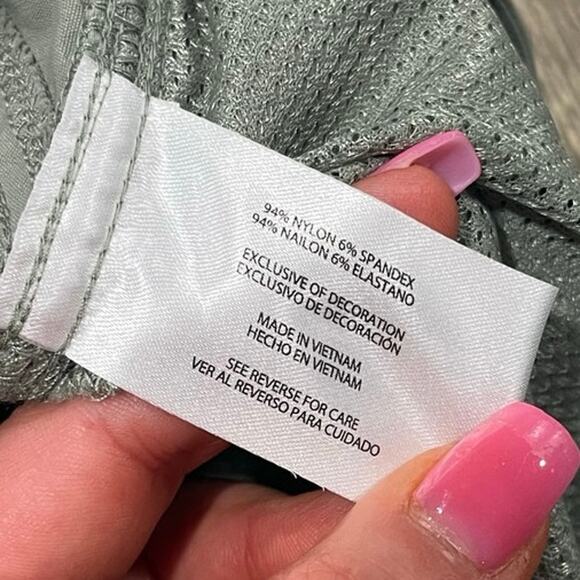 94% NYLON 6% SPANDEX
94% NAILON 6% ELASTANO
EXCLUSIVE OF DECORATION
EXCLUSIVO DE DECORACIÓN
MADE IN VIETNAM
HECHO EN VIETNAM
SEE REVERSE FOR CARE
VER AL REVERSO PARA CUIDADO